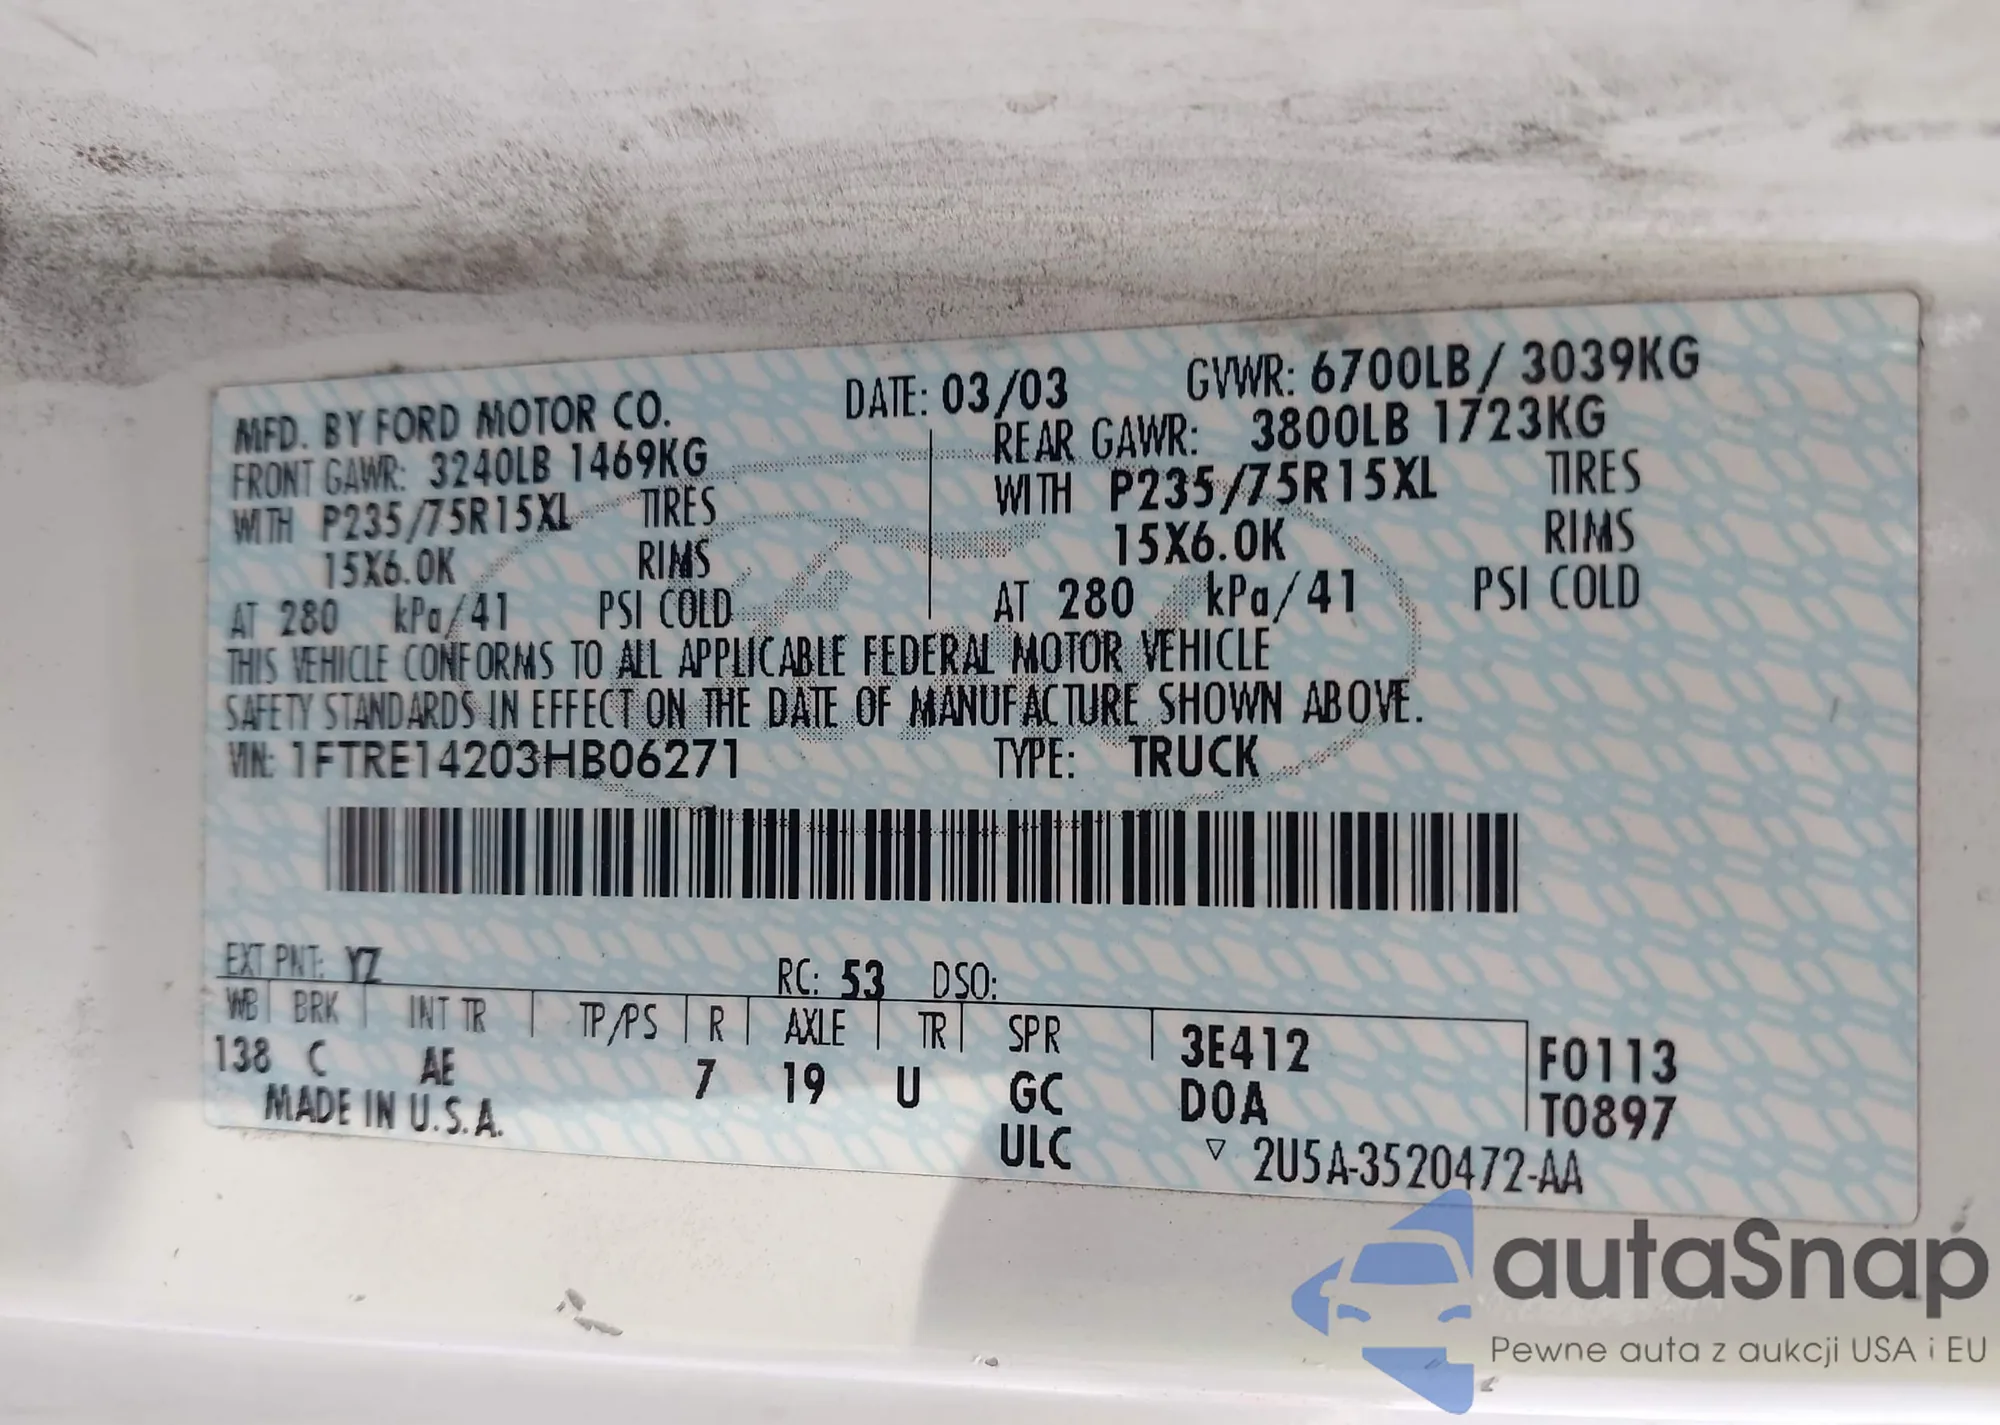 MFD. BY FORD MOTOR CO. DATE: 03/03 GVWR: 6700LB / 3039KG
FRONT GAWR: 3240LB 1469KG REAR GAWR: 3800LB 1723KG
WITH P235/75R15XL TIRES WITH P235/75R15XL TIRES
15X6.0K RIMS 15X6.0K RIMS
AT 280 kPa/41 PSI COLD AT 280 kPa/41 PSI COLD
THIS VEHICLE CONFORMS TO ALL APPLICABLE FEDERAL MOTOR VEHICLE
SAFETY STANDARDS IN EFFECT ON THE DATE OF MANUFACTURE SHOWN ABOVE.
VIN: 1FTRE14203HB06271 TYPE: TRUCK
EXT PNT: YZ RC: 53 DSO:
WB BRK INT TR TP/PS R AXLE TR SPR 3E412 F0113
138 C AE 7 19 U GC D0A T0897
MADE IN U.S.A. ULC ▽ 2U5A-3520472-AA
autaSnap
Pewne auta z aukcji USA i EU